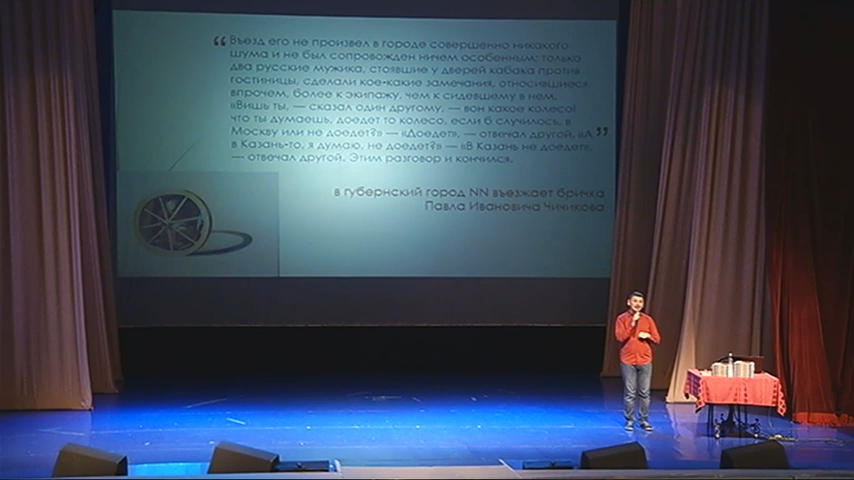 “ Въезд его не произвел в городе совершенно никакого
шума и не был сопровожден ничем особенным; только
два русские мужика, стоявшие у дверей кабака против
гостиницы, сделали кое-какие замечания, относившиеся,
впрочем, более к экипажу, чем к сидевшему в нем.
«Вишь ты, — сказал один другому, — вон какое колесо!
что ты думаешь, доедет то колесо, если б случилось, в
Москву или не доедет?» — «Доедет», — отвечал другой. «А ”
в Казань-то, я думаю, не доедет?» — «В Казань не доедет»,
— отвечал другой. Этим разговор и кончился.
в губернский город NN въезжает бричка
Павла Ивановича Чичикова